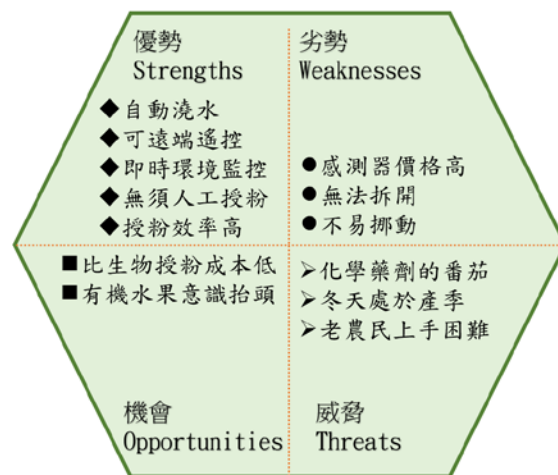 優勢
Strengths
◆自動澆水
◆可遠端遙控
◆即時環境監控
◆無須人工授粉
◆授粉效率高
劣勢
Weaknesses
●感測器價格高
●無法拆開
●不易挪動
■比生物授粉成本低
■有機水果意識抬頭
機會
Opportunities
➢化學藥劑的番茄
➢冬天處於產季
➢老農民上手困難
威脅
Threats